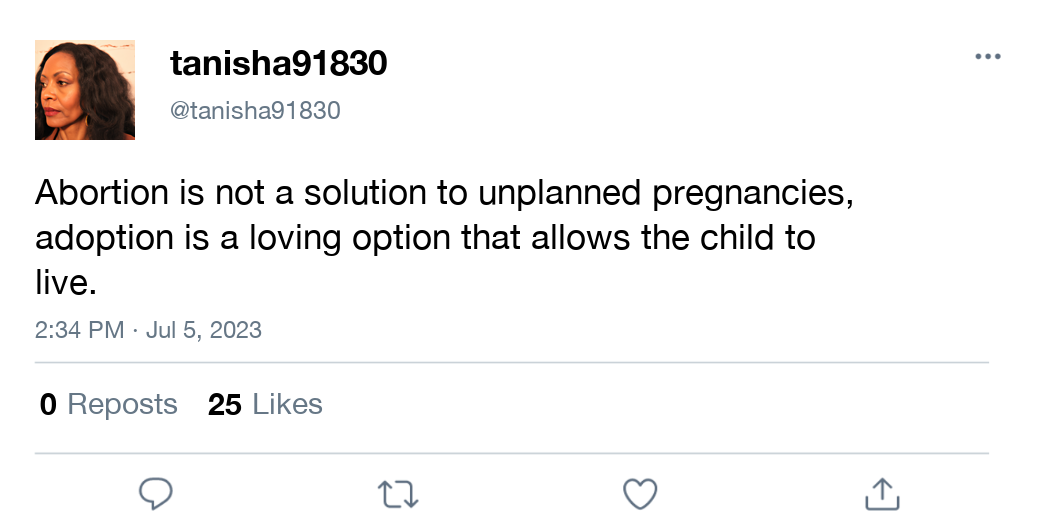 tanisha91830
@tanisha91830
Abortion is not a solution to unplanned pregnancies,
adoption is a loving option that allows the child to
live.
2:34 PM · Jul 5, 2023
0 Reposts 25 Likes